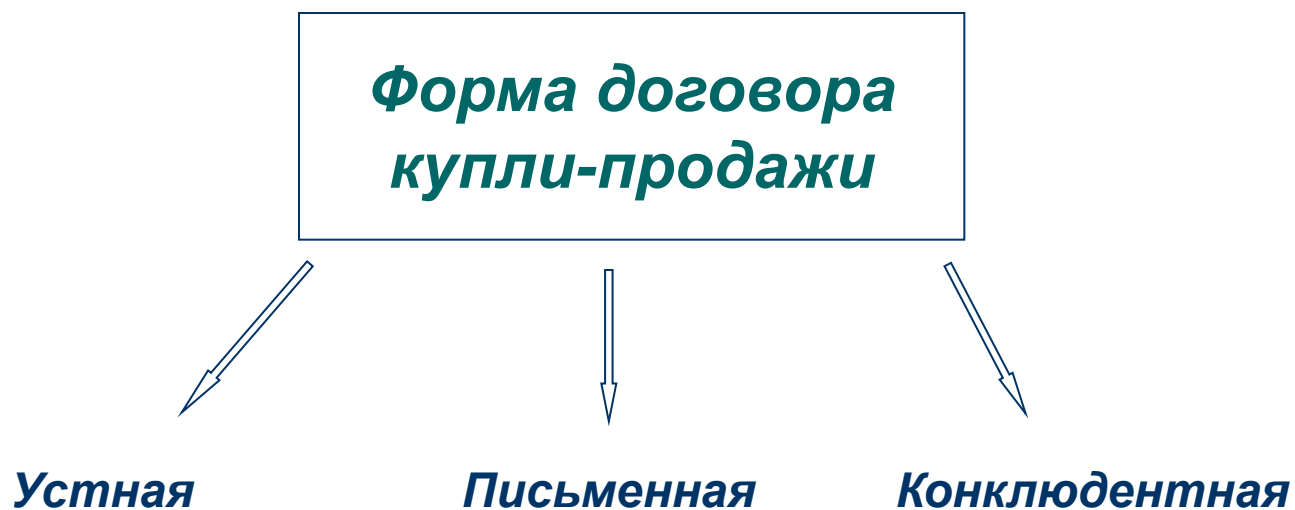 Форма договора
купли-продажи
Устная
Письменная
Конклюдентная